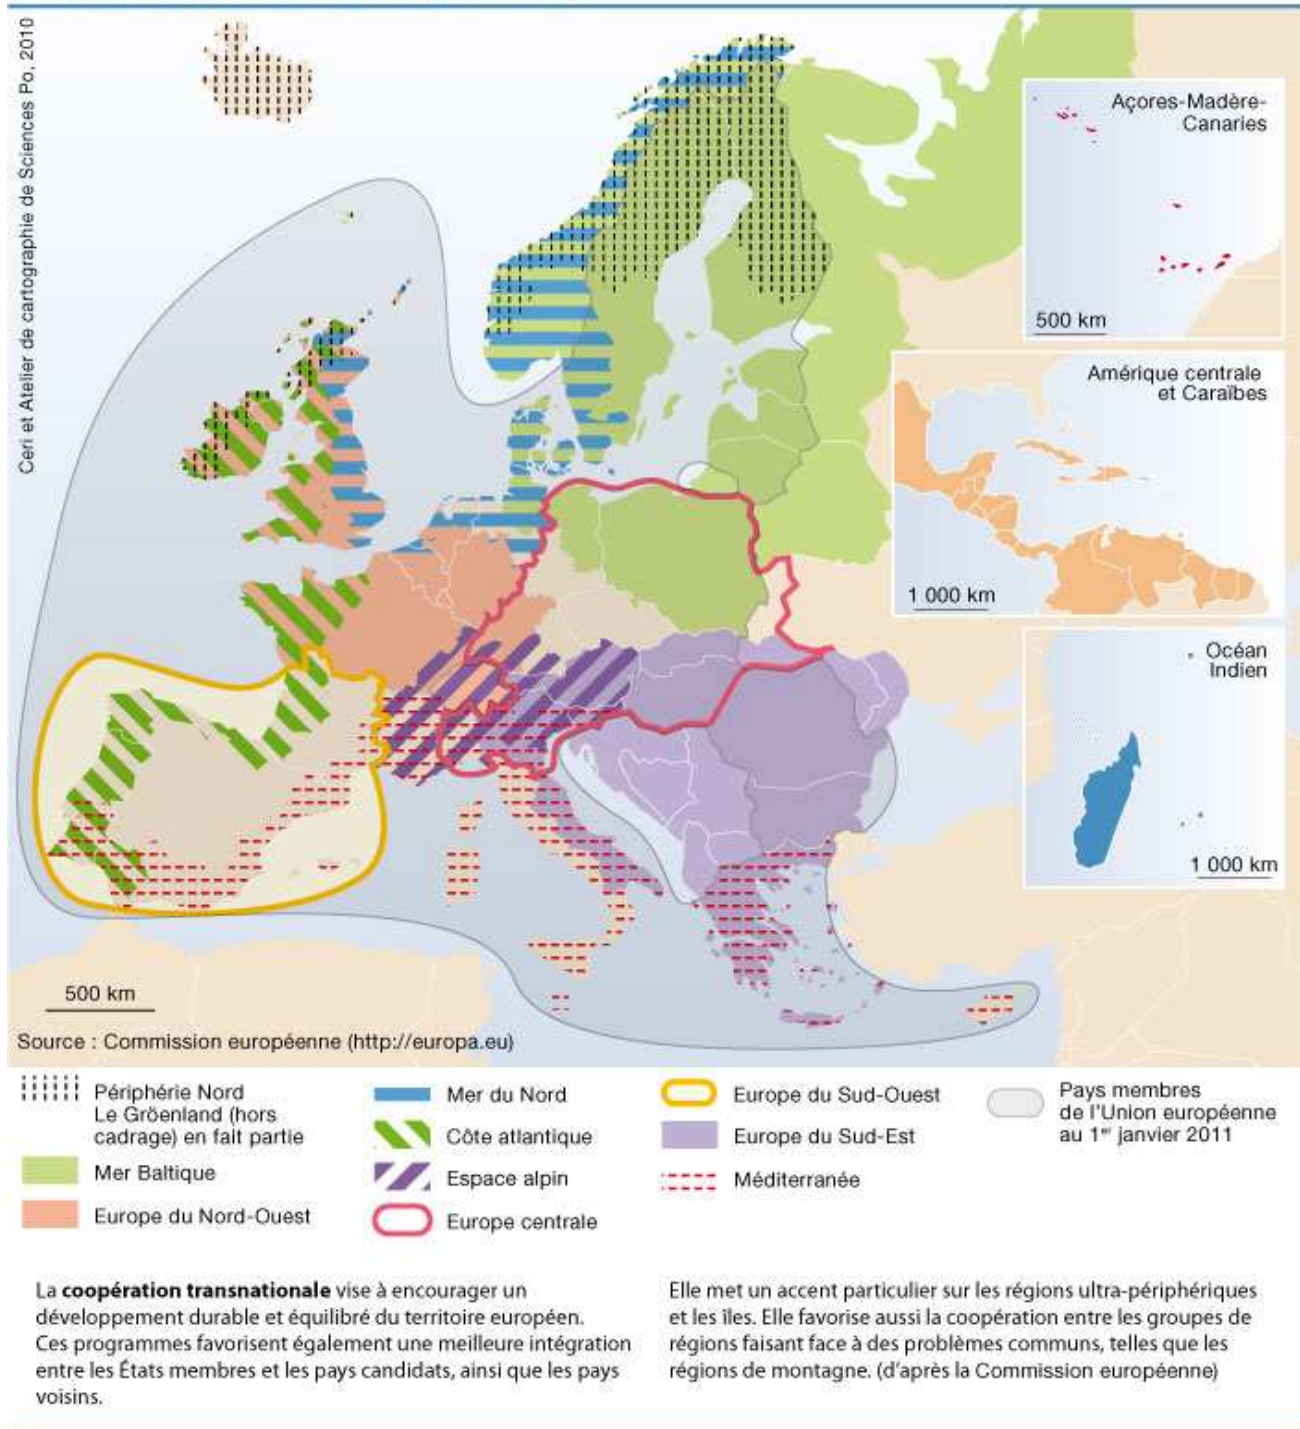 Ceri et Atelier de cartographie de Sciences Po, 2010
Açores-Madère-
Canaries
500 km
Amérique centrale
et Caraïbes
1 000 km
Océan
Indien
1 000 km
500 km
Source : Commission européenne (http://europa.eu)
Périphérie Nord
Le Gröenland (hors
cadrage) en fait partie
Mer Baltique
Europe du Nord-Ouest
Mer du Nord
Côte atlantique
Espace alpin
Europe centrale
Europe du Sud-Ouest
Europe du Sud-Est
Méditerranée
Pays membres
de l'Union européenne
au 1er janvier 2011
La coopération transnationale vise à encourager un
développement durable et équilibré du territoire européen.
Ces programmes favorisent également une meilleure intégration
entre les États membres et les pays candidats, ainsi que les pays
voisins.
Elle met un accent particulier sur les régions ultra-périphériques
et les îles. Elle favorise aussi la coopération entre les groupes de
régions faisant face à des problèmes communs, telles que les
régions de montagne. (d'après la Commission européenne)